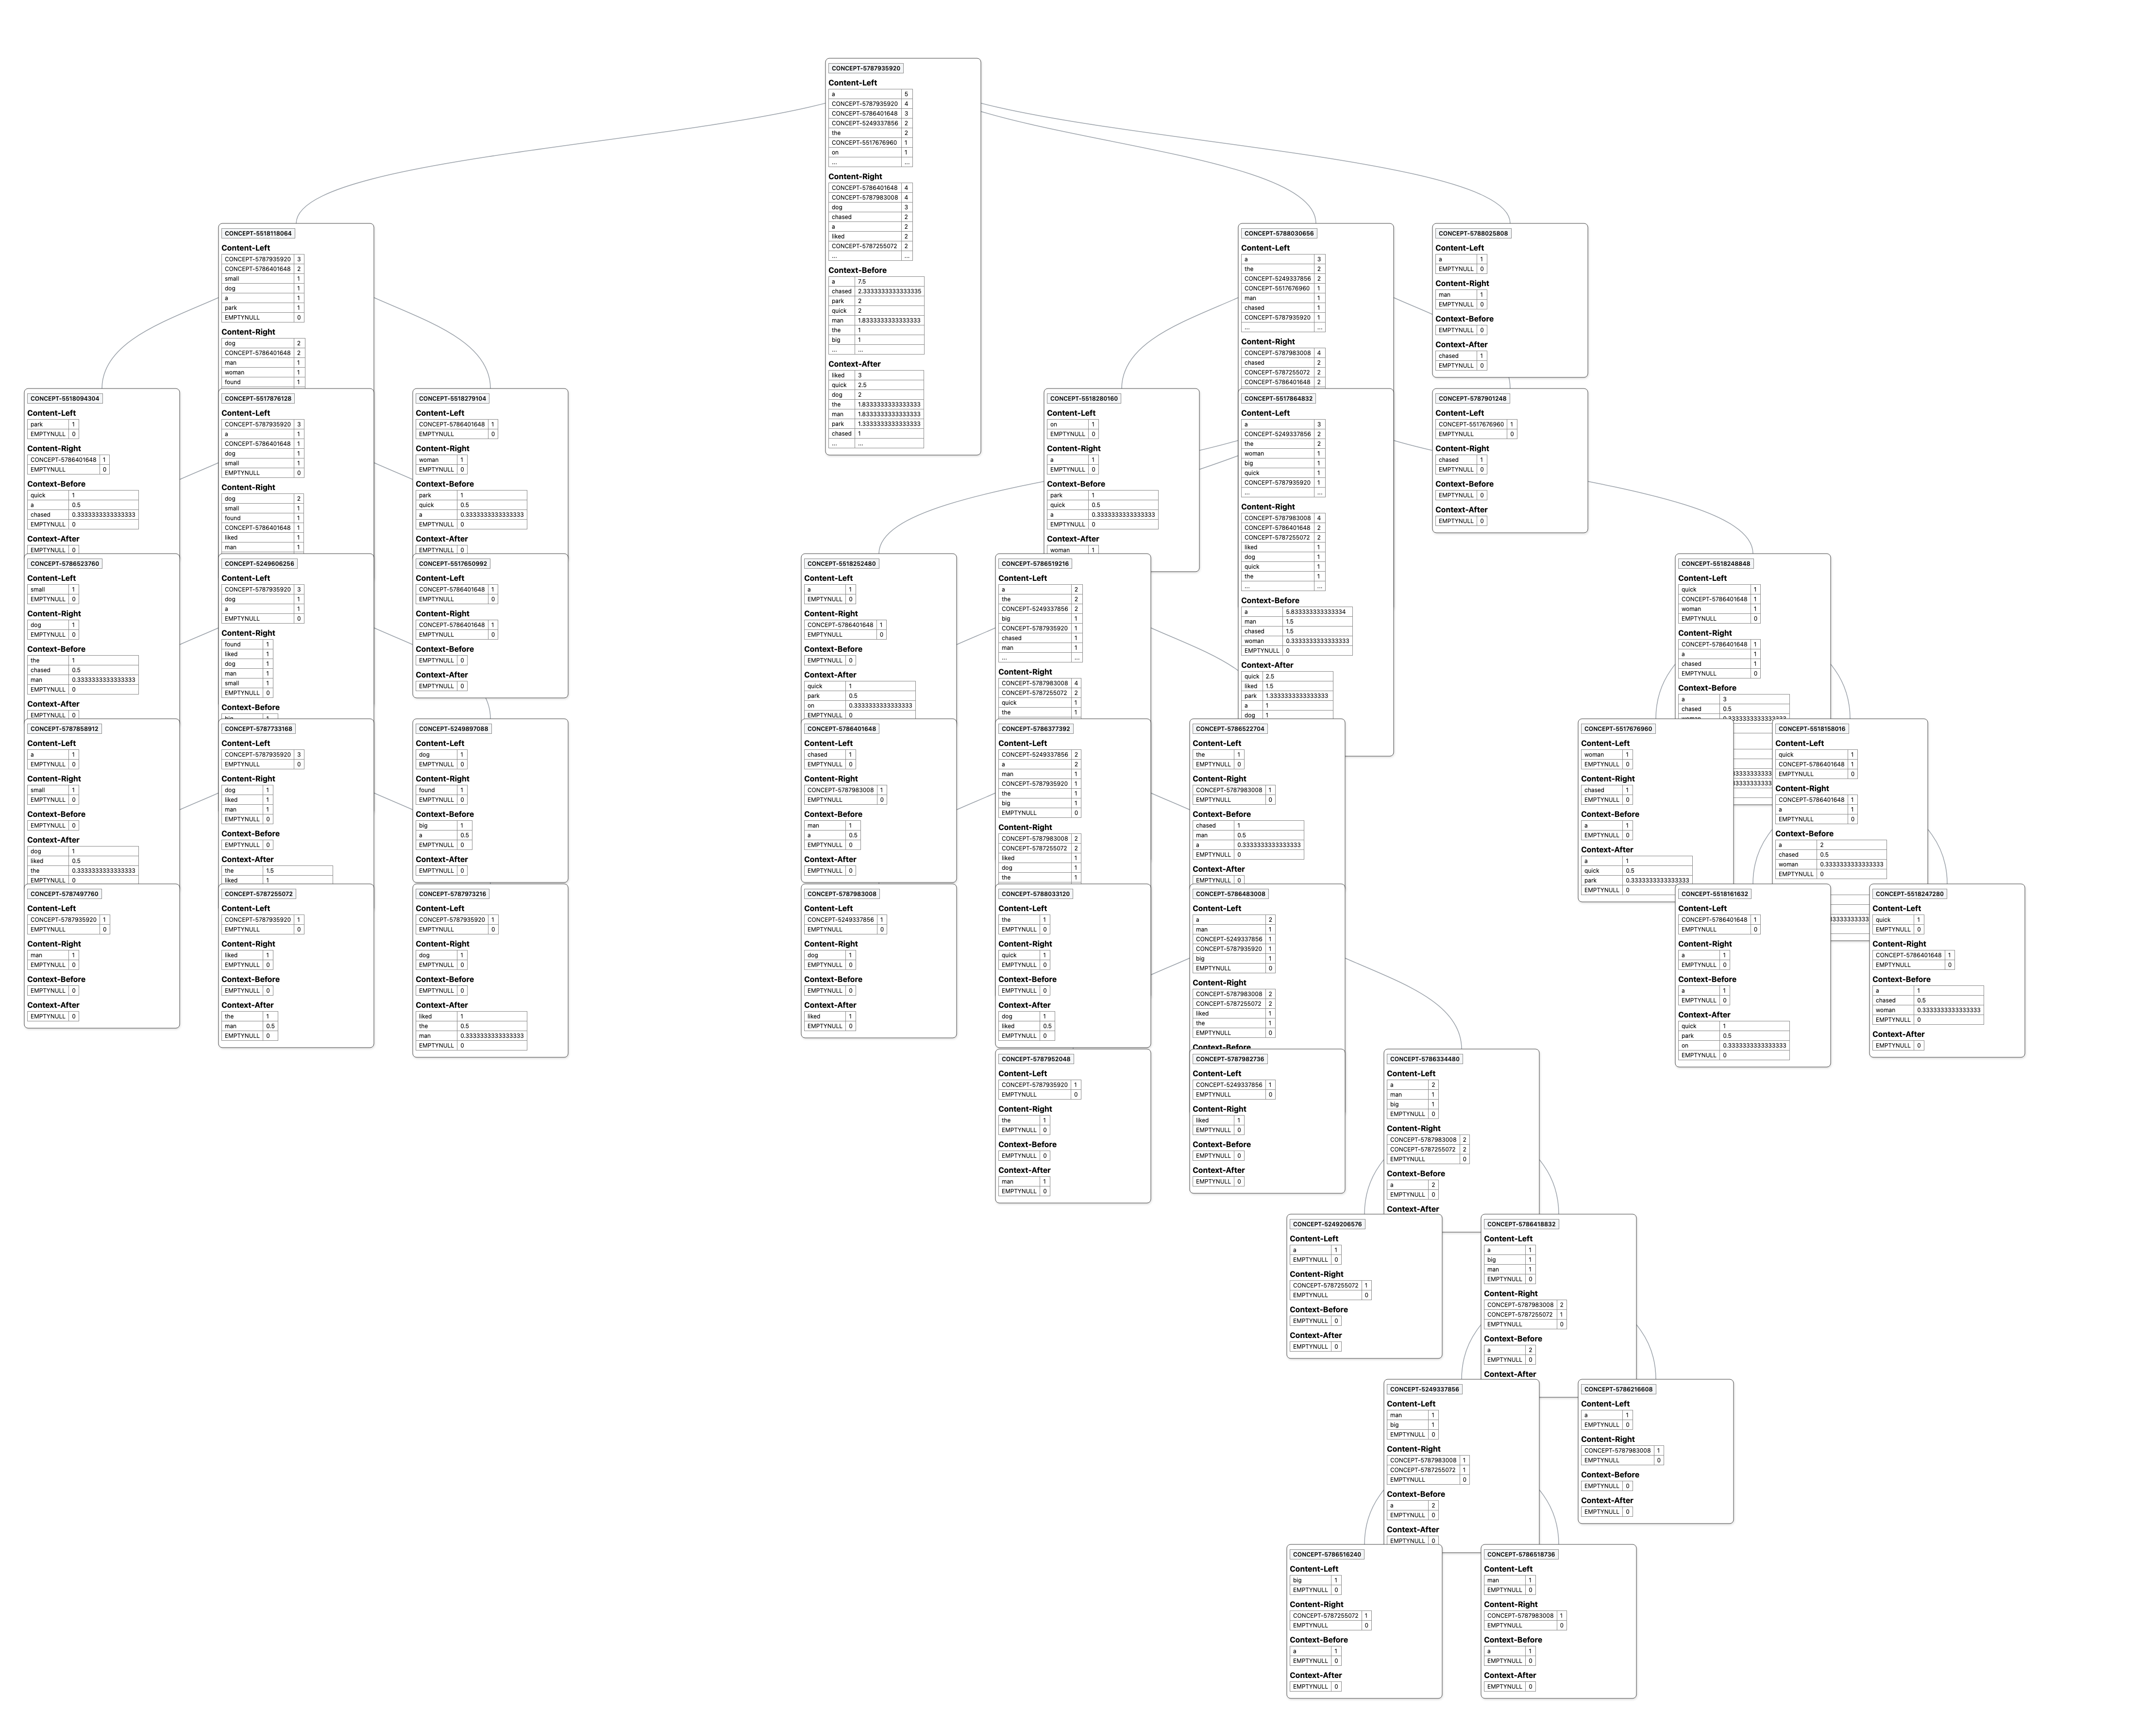 CONCEPT-5787935920
Content-Left
a 5
CONCEPT-5787935920 4
CONCEPT-5786401648 3
CONCEPT-5249337856 2
the 2
CONCEPT-5517676960 1
on 1
... ...
Content-Right
CONCEPT-5786401648 4
CONCEPT-5787983008 4
dog 3
chased 2
a 2
liked 2
CONCEPT-5787255072 2
... ...
Context-Before
a 7.5
chased 2.3333333333333335
park 2
quick 2
man 1.8333333333333333
the 1
big 1
... ...
Context-After
liked 3
quick 2.5
dog 2
the 1.8333333333333333
man 1.8333333333333333
park 1.3333333333333333
chased 1
... ...
CONCEPT-5518118064
Content-Left
CONCEPT-5787935920 3
CONCEPT-5786401648 2
small 1
dog 1
a 1
park 1
EMPTYNULL 0
Content-Right
dog 2
CONCEPT-5786401648 2
man 1
woman 1
found 1
CONCEPT-5788030656
Content-Left
a 3
the 2
CONCEPT-5249337856 2
CONCEPT-5517676960 1
man 1
chased 1
CONCEPT-5787935920 1
... ...
Content-Right
CONCEPT-5787983008 4
chased 2
CONCEPT-5787255072 2
CONCEPT-5786401648 2
CONCEPT-5788025808
Content-Left
a 1
EMPTYNULL 0
Content-Right
man 1
EMPTYNULL 0
Context-Before
EMPTYNULL 0
Context-After
chased 1
EMPTYNULL 0
CONCEPT-5518094304
Content-Left
park 1
EMPTYNULL 0
Content-Right
CONCEPT-5786401648 1
EMPTYNULL 0
Context-Before
quick 1
a 0.5
chased 0.3333333333333333
EMPTYNULL 0
Context-After
EMPTYNULL 0
CONCEPT-5517876128
Content-Left
CONCEPT-5787935920 3
a 1
CONCEPT-5786401648 1
dog 1
small 1
EMPTYNULL 0
Content-Right
dog 2
small 1
found 1
CONCEPT-5786401648 1
liked 1
man 1
CONCEPT-5518279104
Content-Left
CONCEPT-5786401648 1
EMPTYNULL 0
Content-Right
woman 1
EMPTYNULL 0
Context-Before
park 1
quick 0.5
a 0.3333333333333333
EMPTYNULL 0
Context-After
EMPTYNULL 0
CONCEPT-5518280160
Content-Left
on 1
EMPTYNULL 0
Content-Right
a 1
EMPTYNULL 0
Context-Before
park 1
quick 0.5
a 0.3333333333333333
EMPTYNULL 0
Context-After
woman 1
CONCEPT-5517864832
Content-Left
a 3
CONCEPT-5249337856 2
the 2
woman 1
big 1
quick 1
CONCEPT-5787935920 1
... ...
Content-Right
CONCEPT-5787983008 4
CONCEPT-5786401648 2
CONCEPT-5787255072 2
liked 1
dog 1
quick 1
the 1
... ...
Context-Before
a 5.833333333333334
man 1.5
chased 1.5
woman 0.3333333333333333
EMPTYNULL 0
Context-After
quick 2.5
liked 1.5
park 1.3333333333333333
a 1
dog 1
CONCEPT-5787901248
Content-Left
CONCEPT-5517676960 1
EMPTYNULL 0
Content-Right
chased 1
EMPTYNULL 0
Context-Before
EMPTYNULL 0
Context-After
EMPTYNULL 0
CONCEPT-5786523760
Content-Left
small 1
EMPTYNULL 0
Content-Right
dog 1
EMPTYNULL 0
Context-Before
the 1
chased 0.5
man 0.3333333333333333
EMPTYNULL 0
Context-After
EMPTYNULL 0
CONCEPT-5249606256
Content-Left
CONCEPT-5787935920 3
dog 1
a 1
EMPTYNULL 0
Content-Right
found 1
liked 1
dog 1
man 1
small 1
EMPTYNULL 0
Context-Before
CONCEPT-5517650992
Content-Left
CONCEPT-5786401648 1
EMPTYNULL 0
Content-Right
CONCEPT-5786401648 1
EMPTYNULL 0
Context-Before
EMPTYNULL 0
Context-After
EMPTYNULL 0
CONCEPT-5518252480
Content-Left
a 1
EMPTYNULL 0
Content-Right
CONCEPT-5786401648 1
EMPTYNULL 0
Context-Before
EMPTYNULL 0
Context-After
quick 1
park 0.5
on 0.3333333333333333
EMPTYNULL 0
CONCEPT-5786519216
Content-Left
a 2
the 2
CONCEPT-5249337856 2
big 1
CONCEPT-5787935920 1
chased 1
man 1
... ...
Content-Right
CONCEPT-5787983008 4
CONCEPT-5787255072 2
quick 1
the 1
CONCEPT-5518248848
Content-Left
quick 1
CONCEPT-5786401648 1
woman 1
EMPTYNULL 0
Content-Right
CONCEPT-5786401648 1
a 1
chased 1
EMPTYNULL 0
Context-Before
a 3
chased 0.5
CONCEPT-5787858912
Content-Left
a 1
EMPTYNULL 0
Content-Right
small 1
EMPTYNULL 0
Context-Before
EMPTYNULL 0
Context-After
dog 1
liked 0.5
the 0.3333333333333333
EMPTYNULL 0
CONCEPT-5787733168
Content-Left
CONCEPT-5787935920 3
EMPTYNULL 0
Content-Right
dog 1
liked 1
man 1
EMPTYNULL 0
Context-Before
EMPTYNULL 0
Context-After
the 1.5
liked 1
CONCEPT-5249897088
Content-Left
dog 1
EMPTYNULL 0
Content-Right
found 1
EMPTYNULL 0
Context-Before
big 1
a 0.5
EMPTYNULL 0
Context-After
EMPTYNULL 0
CONCEPT-5786401648
Content-Left
chased 1
EMPTYNULL 0
Content-Right
CONCEPT-5787983008 1
EMPTYNULL 0
Context-Before
man 1
a 0.5
EMPTYNULL 0
Context-After
EMPTYNULL 0
CONCEPT-5786377392
Content-Left
CONCEPT-5249337856 2
a 2
man 1
CONCEPT-5787935920 1
the 1
big 1
EMPTYNULL 0
Content-Right
CONCEPT-5787983008 2
CONCEPT-5787255072 2
liked 1
dog 1
the 1
CONCEPT-5786522704
Content-Left
the 1
EMPTYNULL 0
Content-Right
CONCEPT-5787983008 1
EMPTYNULL 0
Context-Before
chased 1
man 0.5
a 0.3333333333333333
EMPTYNULL 0
Context-After
EMPTYNULL 0
CONCEPT-5517676960
Content-Left
woman 1
EMPTYNULL 0
Content-Right
chased 1
EMPTYNULL 0
Context-Before
a 1
EMPTYNULL 0
Context-After
a 1
quick 0.5
park 0.3333333333333333
EMPTYNULL 0
CONCEPT-5518158016
Content-Left
quick 1
CONCEPT-5786401648 1
EMPTYNULL 0
Content-Right
CONCEPT-5786401648 1
a 1
EMPTYNULL 0
Context-Before
a 2
chased 0.5
woman 0.3333333333333333
EMPTYNULL 0
CONCEPT-5787497760
Content-Left
CONCEPT-5787935920 1
EMPTYNULL 0
Content-Right
man 1
EMPTYNULL 0
Context-Before
EMPTYNULL 0
Context-After
EMPTYNULL 0
CONCEPT-5787255072
Content-Left
CONCEPT-5787935920 1
EMPTYNULL 0
Content-Right
liked 1
EMPTYNULL 0
Context-Before
EMPTYNULL 0
Context-After
the 1
man 0.5
EMPTYNULL 0
CONCEPT-5787973216
Content-Left
CONCEPT-5787935920 1
EMPTYNULL 0
Content-Right
dog 1
EMPTYNULL 0
Context-Before
EMPTYNULL 0
Context-After
liked 1
the 0.5
man 0.3333333333333333
EMPTYNULL 0
CONCEPT-5787983008
Content-Left
CONCEPT-5249337856 1
EMPTYNULL 0
Content-Right
dog 1
EMPTYNULL 0
Context-Before
EMPTYNULL 0
Context-After
liked 1
EMPTYNULL 0
CONCEPT-5788033120
Content-Left
the 1
EMPTYNULL 0
Content-Right
quick 1
EMPTYNULL 0
Context-Before
EMPTYNULL 0
Context-After
dog 1
liked 0.5
EMPTYNULL 0
CONCEPT-5786483008
Content-Left
a 2
man 1
CONCEPT-5249337856 1
CONCEPT-5787935920 1
big 1
EMPTYNULL 0
Content-Right
CONCEPT-5787983008 2
CONCEPT-5787255072 2
liked 1
the 1
EMPTYNULL 0
Context-Before
CONCEPT-5518161632
Content-Left
CONCEPT-5786401648 1
EMPTYNULL 0
Content-Right
a 1
EMPTYNULL 0
Context-Before
a 1
EMPTYNULL 0
Context-After
quick 1
park 0.5
on 0.3333333333333333
EMPTYNULL 0
CONCEPT-5518247280
Content-Left
quick 1
EMPTYNULL 0
Content-Right
CONCEPT-5786401648 1
EMPTYNULL 0
Context-Before
a 1
chased 0.5
woman 0.3333333333333333
EMPTYNULL 0
Context-After
EMPTYNULL 0
CONCEPT-5787952048
Content-Left
CONCEPT-5787935920 1
EMPTYNULL 0
Content-Right
the 1
EMPTYNULL 0
Context-Before
EMPTYNULL 0
Context-After
man 1
EMPTYNULL 0
CONCEPT-5787982736
Content-Left
CONCEPT-5249337856 1
EMPTYNULL 0
Content-Right
liked 1
EMPTYNULL 0
Context-Before
EMPTYNULL 0
Context-After
EMPTYNULL 0
CONCEPT-5786334480
Content-Left
a 2
man 1
big 1
EMPTYNULL 0
Content-Right
CONCEPT-5787983008 2
CONCEPT-5787255072 2
EMPTYNULL 0
Context-Before
a 2
EMPTYNULL 0
Context-After
CONCEPT-5249206576
Content-Left
a 1
EMPTYNULL 0
Content-Right
CONCEPT-5787255072 1
EMPTYNULL 0
Context-Before
EMPTYNULL 0
Context-After
EMPTYNULL 0
CONCEPT-5786418832
Content-Left
a 1
big 1
man 1
EMPTYNULL 0
Content-Right
CONCEPT-5787983008 2
CONCEPT-5787255072 1
EMPTYNULL 0
Context-Before
a 2
EMPTYNULL 0
Context-After
CONCEPT-5249337856
Content-Left
man 1
big 1
EMPTYNULL 0
Content-Right
CONCEPT-5787983008 1
CONCEPT-5787255072 1
EMPTYNULL 0
Context-Before
a 2
EMPTYNULL 0
Context-After
EMPTYNULL 0
CONCEPT-5786216608
Content-Left
a 1
EMPTYNULL 0
Content-Right
CONCEPT-5787983008 1
EMPTYNULL 0
Context-Before
EMPTYNULL 0
Context-After
EMPTYNULL 0
CONCEPT-5786516240
Content-Left
big 1
EMPTYNULL 0
Content-Right
CONCEPT-5787255072 1
EMPTYNULL 0
Context-Before
a 1
EMPTYNULL 0
Context-After
EMPTYNULL 0
CONCEPT-5786518736
Content-Left
man 1
EMPTYNULL 0
Content-Right
CONCEPT-5787983008 1
EMPTYNULL 0
Context-Before
a 1
EMPTYNULL 0
Context-After
EMPTYNULL 0